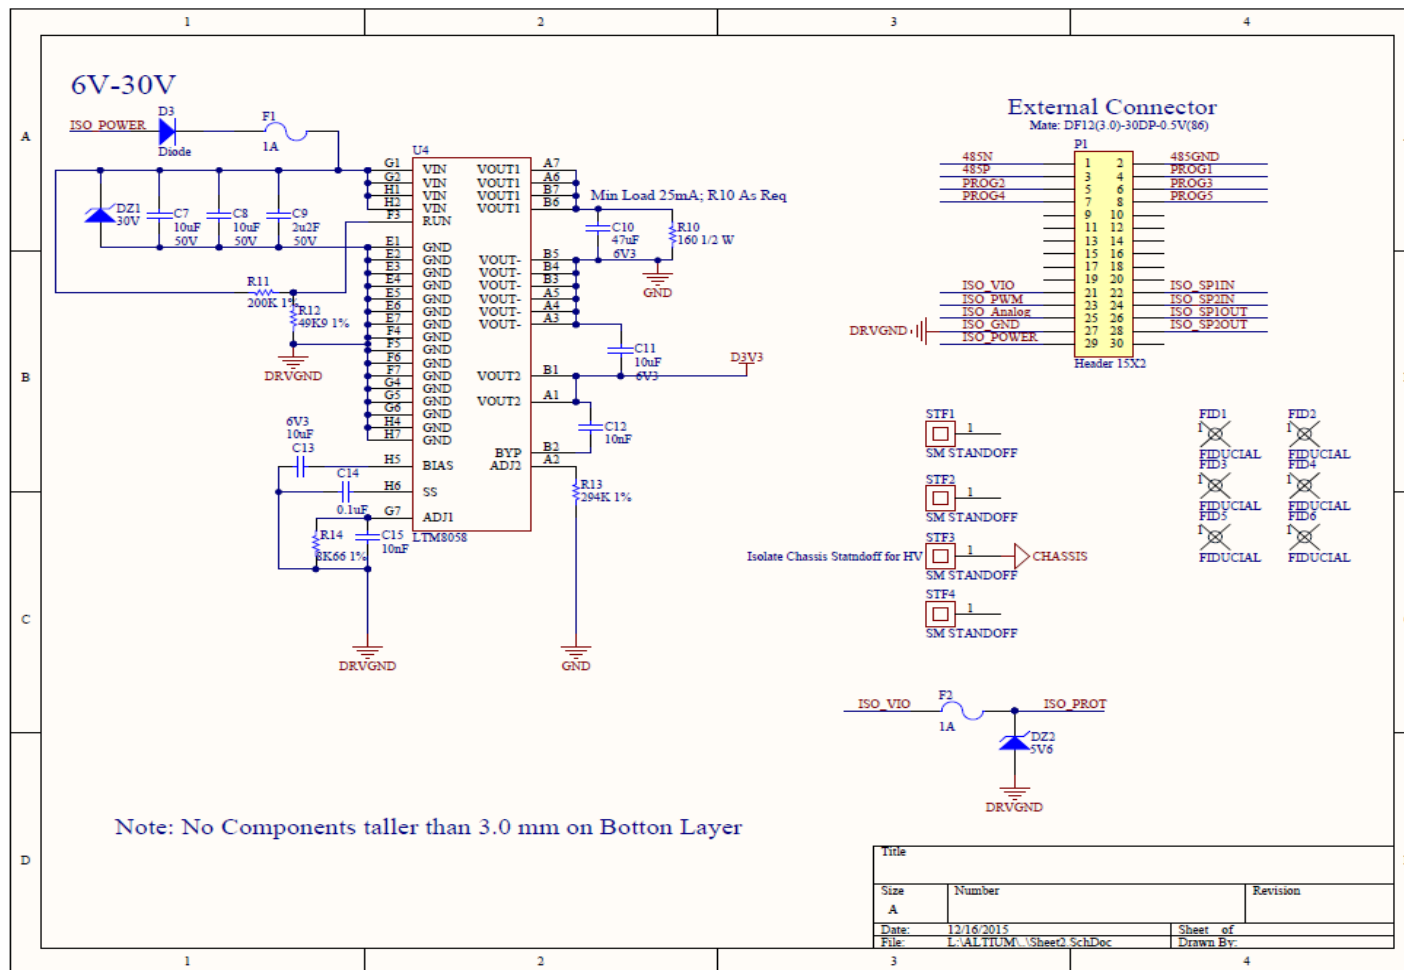 1 2 3 4
6V-30V
D3
ISO_POWER
Diode
F1
1A
External Connector
Mate: DF12(3.0)-30DP-0.5V(86)
P1
A
U4
485N 1 2 485GND
485P 3 4 PROG1
PROG2 5 6 PROG3
PROG4 7 8 PROG5
9 10
11 12
13 14
15 16
17 18
19 20
ISO_VIO 21 22 ISO_SP1IN
ISO_PWM 23 24 ISO_SP2IN
ISO_Analog 25 26 ISO_SP1OUT
DRVGND ISO_GND 27 28 ISO_SP2OUT
ISO_POWER 29 30
Header 15X2
G1 VIN VOUT1 A7
G2 VIN VOUT1 A6
H1 VIN VOUT1 B7
H2 VIN VOUT1 B6
F3 RUN
Min Load 25mA; R10 As Req
DZ1
30V
C7
10uF
50V
C8
10uF
50V
C9
2u2F
50V
C10
47uF
6V3
R10
160 1/2 W
GND
E1 GND
E2 GND VOUT- B5
E3 GND VOUT- B4
E4 GND VOUT- B3
E5 GND VOUT- A5
E6 GND VOUT- A4
E7 GND VOUT- A3
F4 GND
F5 GND
F6 GND
F7 GND VOUT2 B1
G4 GND
G5 GND VOUT2 A1
G6 GND
H4 GND
H7 GND
BYP B2
H5 BIAS ADJ2 A2
H6 SS
G7 ADJ1
LTM8058
R11
200K 1%
R12
49K9 1%
DRVGND
B
C11
10uF
6V3
D3V3
C12
10nF
6V3
10uF
C13
C14
0.1uF
R13
294K 1%
R14
8K66 1%
C15
10nF
DRVGND
GND
STF1
1
SM STANDOFF
STF2
1
SM STANDOFF
STF3
Isolate Chassis Statndoff for HV 1 CHASSIS
SM STANDOFF
STF4
1
SM STANDOFF
FID1 FID2
1 1
FIDUCIAL FIDUCIAL
FID3 FID4
1 1
FIDUCIAL FIDUCIAL
FID5 FID6
1 1
FIDUCIAL FIDUCIAL
C
ISO_VIO F2 ISO_PROT
1A
DZ2
5V6
DRVGND
Note: No Components taller than 3.0 mm on Botton Layer
D
Title
Size Number Revision
A
Date: 12/16/2015 Sheet of
File: L:\ALTIUM\..\Sheet2.SchDoc Drawn By:
1 2 3 4